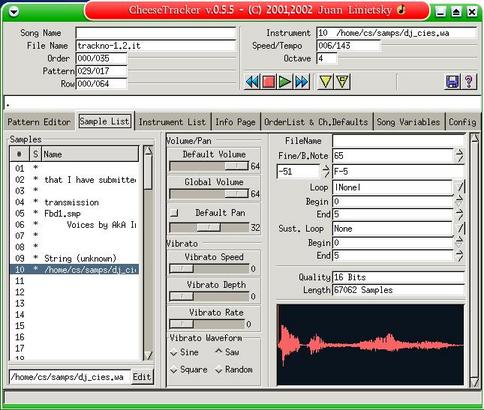 CheeseTracker v.0.5.5 - (C) 2001,2002 Juan Linietsky
Song Name
File Name trackno-1.2.it
Order 000/035
Pattern 029/017
Row 000/064
Instrument 10 /home/cs/samps/dj_cies.wa
Speed/Tempo 006/143
Octave 4
.
Pattern Editor Sample List Instrument List Info Page OrderList & Ch.Defaults Song Variables Config
Samples
# S Name
01 *
02 * that I have submitte
03 *
04 * transmission
05 * Fbd1.smp
06 * Voices by AkA In
07 *
08 *
09 * String (unknown)
10 * /home/cs/samps/dj_cie
11
12
13
14
15
16
17
18
/home/cs/samps/dj_cies.wa Edit
Volume/Pan
Default Volume
64
Global Volume
64
Default Pan
32
Vibrato
Vibrato Speed
0
Vibrato Depth
0
Vibrato Rate
0
Vibrato Waveform
Sine Saw
Square Random
FileName
Fine/B.Note 65
-51 F-5
Loop |None|
Begin 0
End 5
Sust. Loop None
Begin 0
End 5
Quality 16 Bits
Length 67062 Samples